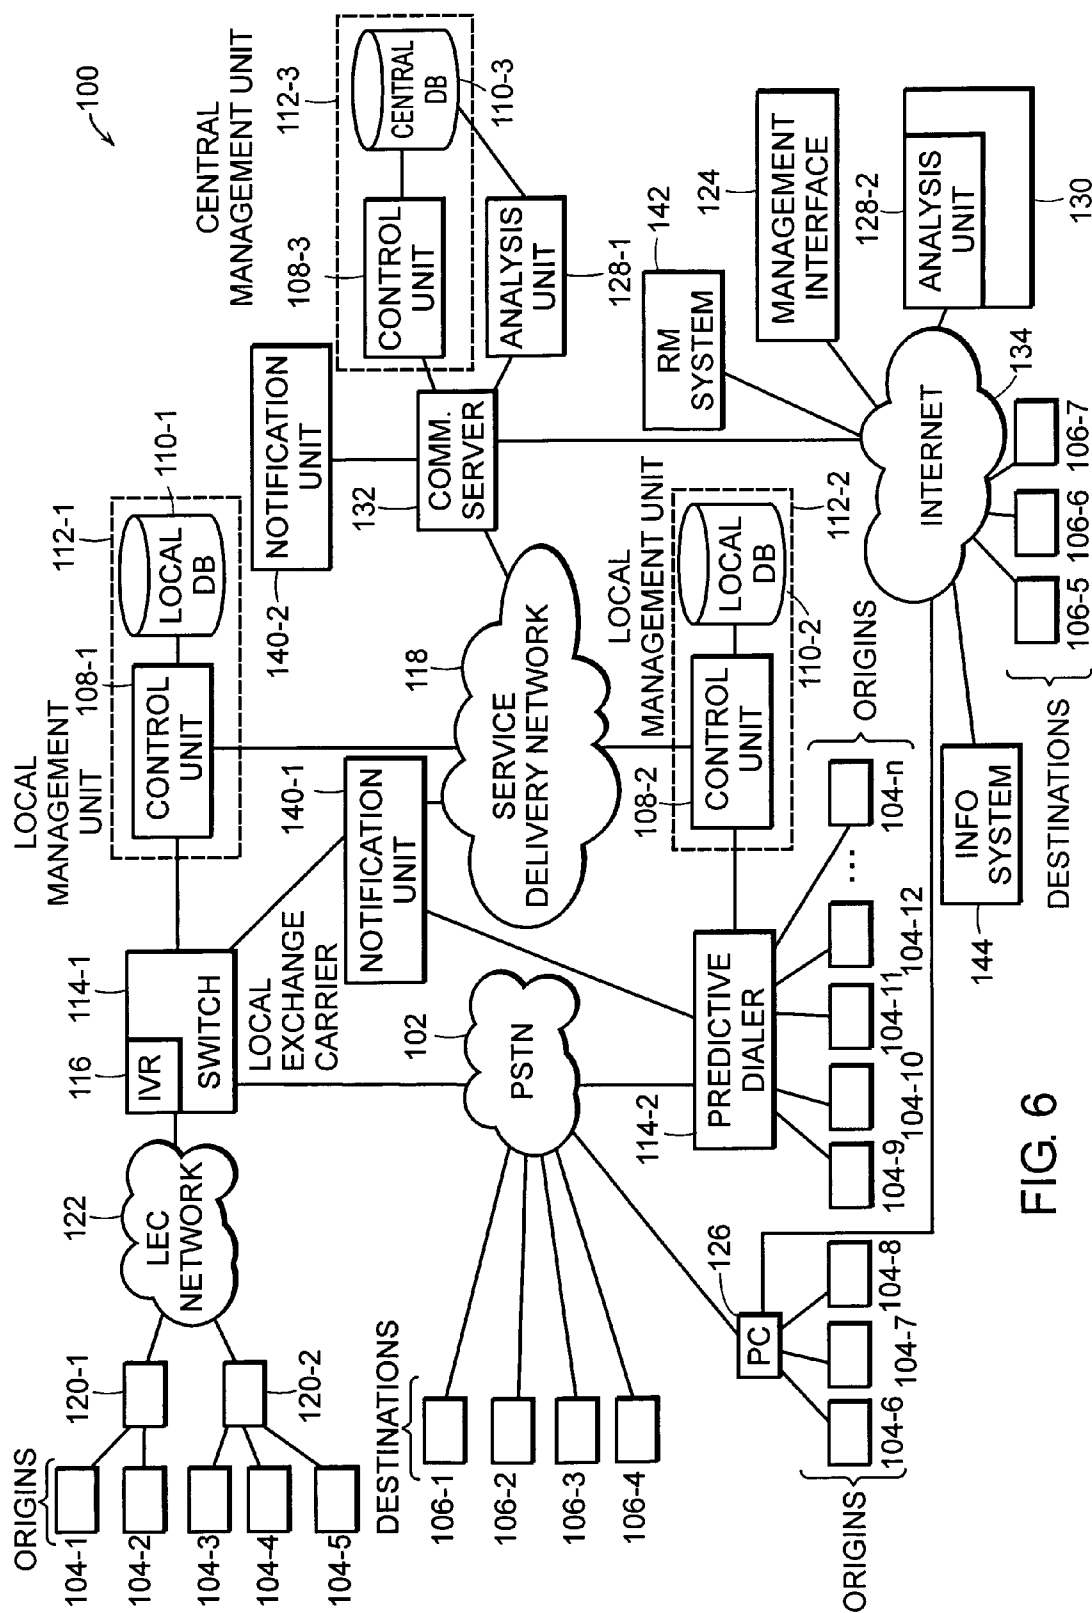 100
CENTRAL
MANAGEMENT UNIT
112-3
CENTRAL
DB
110-3
108-3
CONTROL
UNIT
ANALYSIS
UNIT
128-1
NOTIFICATION
UNIT
140-2
132
COMM.
SERVER
142
RM
SYSTEM
124
MANAGEMENT
INTERFACE
128-2
ANALYSIS
UNIT
130
134
INTERNET
106-5
106-6
106-7
DESTINATIONS
INFO
SYSTEM
144
LOCAL
MANAGEMENT
UNIT
112-1
110-1
LOCAL
DB
108-1
CONTROL
UNIT
118
SERVICE
DELIVERY NETWORK
LOCAL
MANAGEMENT UNIT
112-2
LOCAL
DB
110-2
108-2
CONTROL
UNIT
140-1
NOTIFICATION
UNIT
114-1
116
IVR
SWITCH
LOCAL
EXCHANGE
CARRIER
102
PSTN
114-2
PREDICTIVE
DIALER
ORIGINS
104-9
104-10
104-11
104-12
...
104-n
122
LEC
NETWORK
120-1
120-2
ORIGINS
104-1
104-2
104-3
104-4
104-5
DESTINATIONS
106-1
106-2
106-3
106-4
126
PC
104-6
104-7
104-8
ORIGINS
FIG. 6